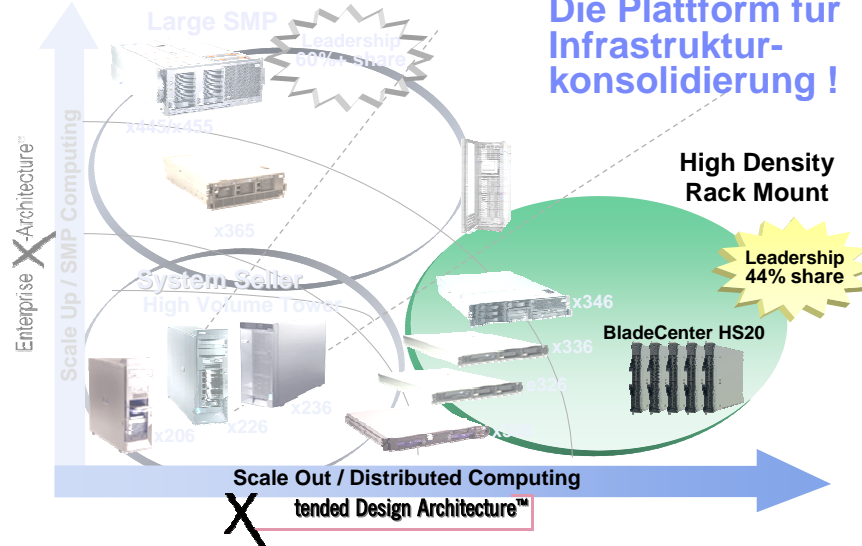 Die Plattform für
Infrastruktur-
konsolidierung !
Large SMP
Leadership
60%+ share
x445/x455
x365
Enterprise X-Architecture™
Scale Up / SMP Computing
High Density
Rack Mount
Leadership
44% share
System Seller
High Volume Tower
x346
x336
BladeCenter HS20
x326
x236
x226
x206
Scale Out / Distributed Computing
X tended Design Architecture™